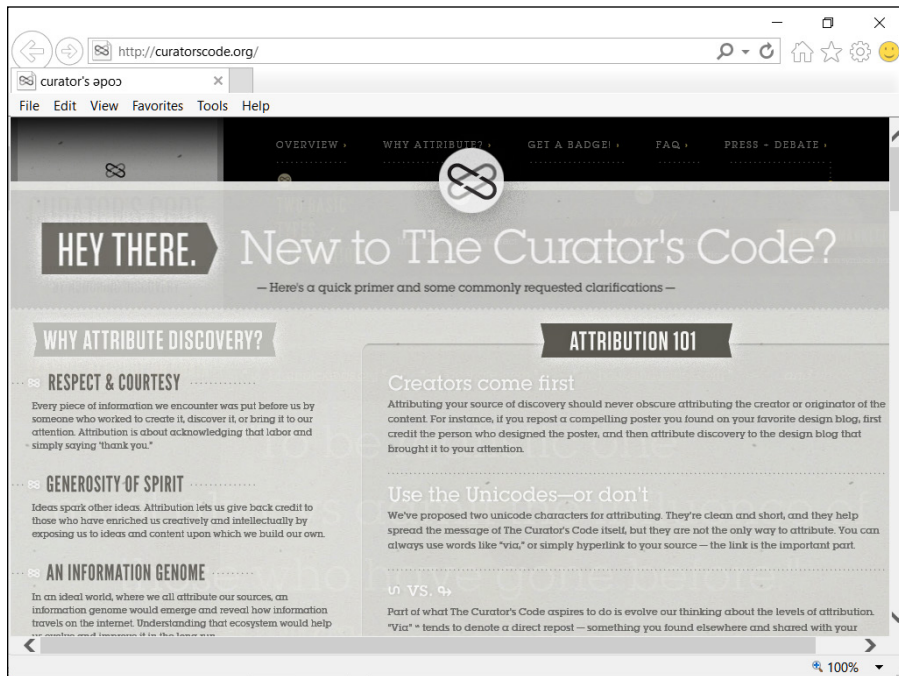 http://curatorscode.org/
curator's ǝpoɔ
File Edit View Favorites Tools Help
OVERVIEW › WHY ATTRIBUTE? › GET A BADGE! › FAQ › PRESS – DEBATE ›
HEY THERE.
New to The Curator's Code?
— Here's a quick primer and some commonly requested clarifications —
WHY ATTRIBUTE DISCOVERY?
RESPECT & COURTESY
Every piece of information we encounter was put before us by
someone who worked to create it, discover it, or bring it to our
attention. Attribution is about acknowledging that labor and
simply saying "thank you."
GENEROSITY OF SPIRIT
Ideas spark other ideas. Attribution lets us give back credit to
those who have enriched us creatively and intellectually by
exposing us to ideas and content upon which we build our own.
AN INFORMATION GENOME
In an ideal world, where we all attribute our sources, an
information genome would emerge and reveal how information
travels on the internet. Understanding that ecosystem would help
us evolve and improve it in the long run.
ATTRIBUTION 101
Creators come first
Attributing your source of discovery should never obscure attributing the creator or originator of the
content. For instance, if you repost a compelling poster you found on your favorite design blog, first
credit the person who designed the poster, and then attribute discovery to the design blog that
brought it to your attention.
Use the Unicodes—or don't
We've proposed two unicode characters for attributing. They're clean and short, and they help
spread the message of The Curator's Code itself, but they are not the only way to attribute. You can
always use words like "via," or simply hyperlink to your source — the link is the important part.
ᔕ VS. ↬
Part of what The Curator's Code aspires to do is evolve our thinking about the levels of attribution.
"Via" ᔕ tends to denote a direct repost — something you found elsewhere and shared with your
100%